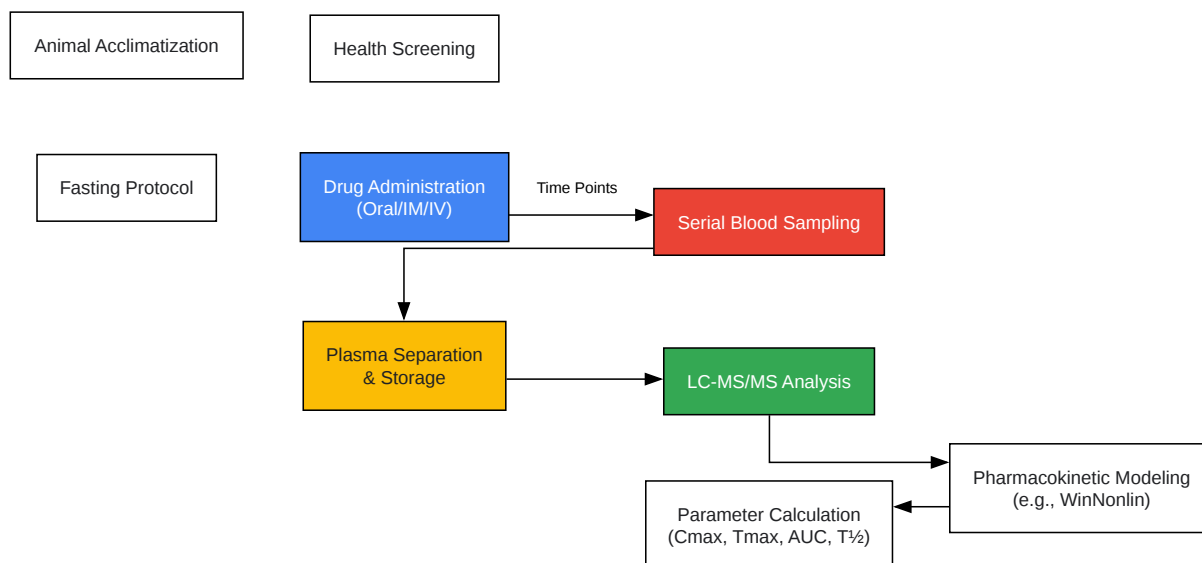 Animal Acclimatization
Health Screening
Fasting Protocol
Drug Administration
(Oral/IM/IV)
Time Points
Serial Blood Sampling
Plasma Separation
& Storage
LC-MS/MS Analysis
Pharmacokinetic Modeling
(e.g., WinNonlin)
Parameter Calculation
(Cmax, Tmax, AUC, T½)